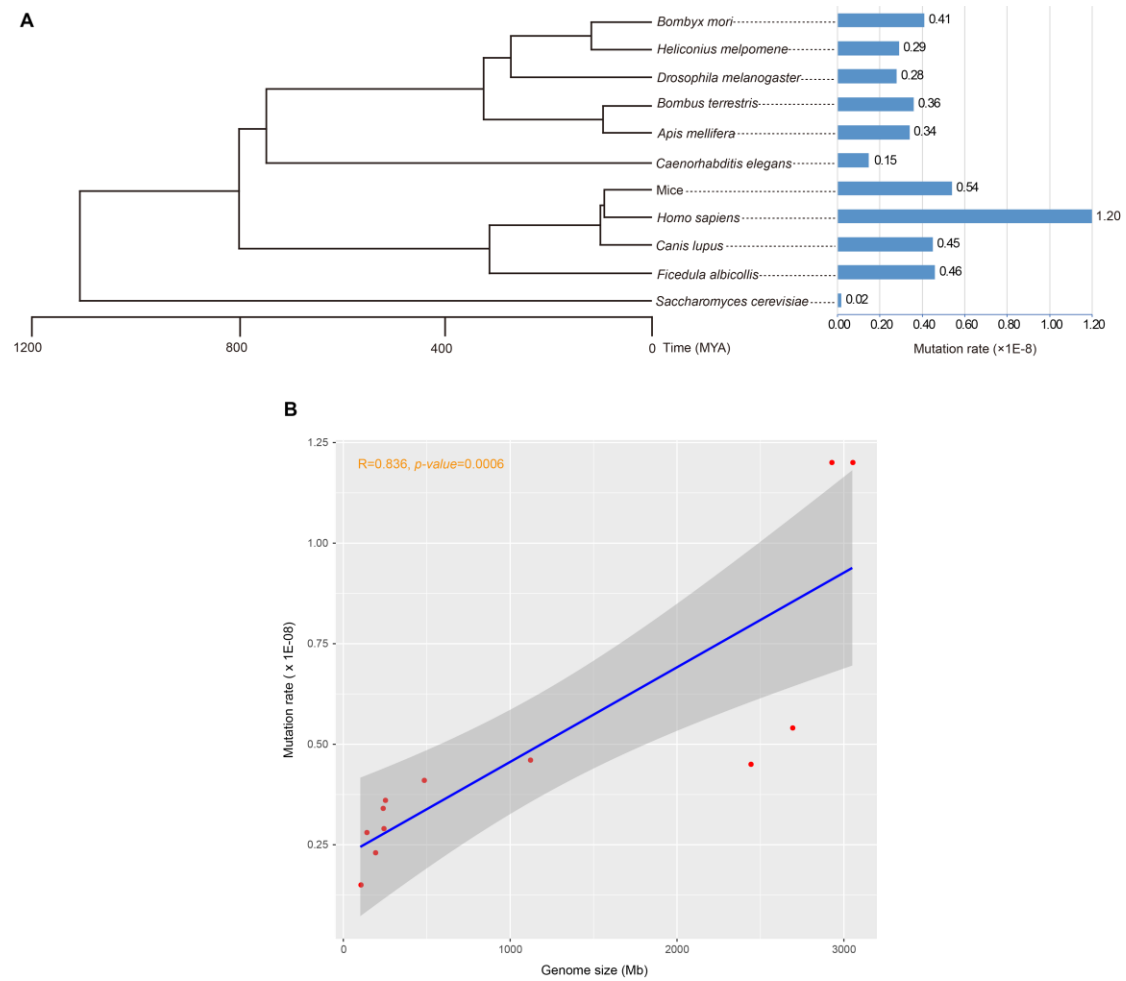 A
Bombyx mori
0.41
Heliconius melpomene
0.29
Drosophila melanogaster
0.28
Bombus terrestris
0.36
Apis mellifera
0.34
Caenorhabditis elegans
0.15
Mice
0.54
Homo sapiens
1.20
Canis lupus
0.45
Ficedula albicollis
0.46
Saccharomyces cerevisiae
0.02
1200 800 400 0 Time (MYA)
0.00 0.20 0.40 0.60 0.80 1.00 1.20
Mutation rate (×1E-8)
B
R=0.836, p-value=0.0006
1.25
1.00
0.75
0.50
0.25
Mutation rate ( x 1E-08)
0 1000 2000 3000
Genome size (Mb)